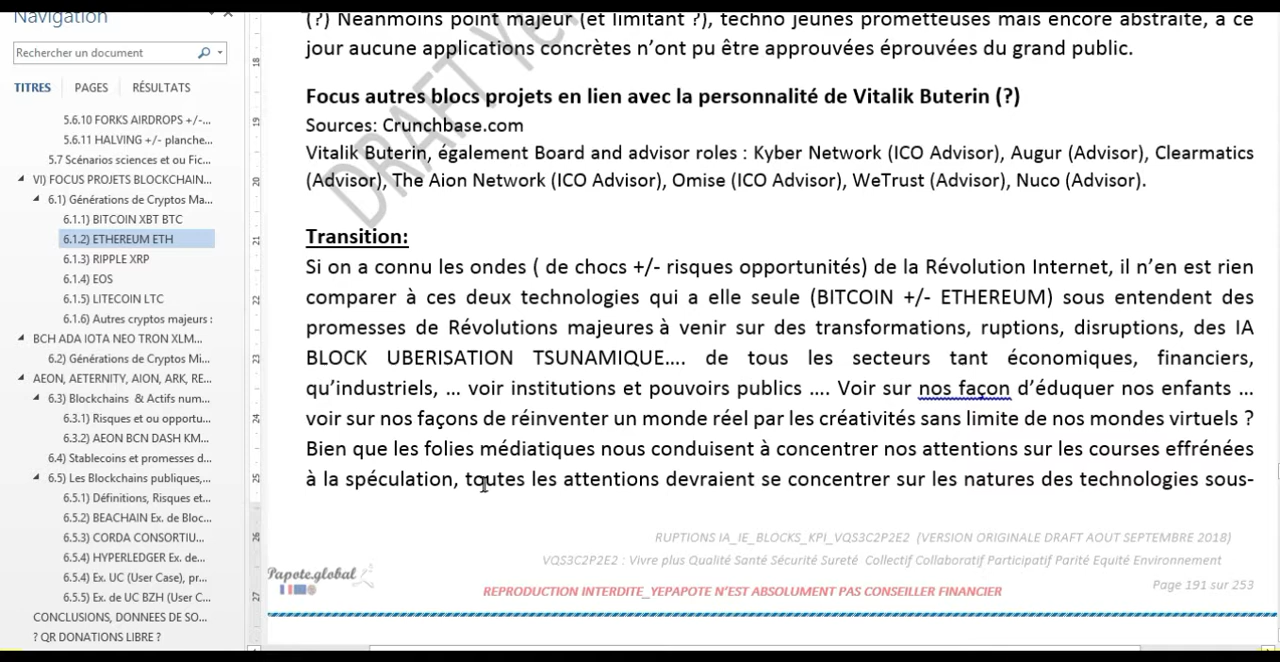 Navigation
Rechercher un document
TITRES PAGES RÉSULTATS
5.6.10 FORKS AIRDROPS +/-...
5.6.11 HALVING +/- planche...
5.7 Scénarios sciences et ou Fic...
VI) FOCUS PROJETS BLOCKCHAIN...
6.1) Générations de Cryptos Ma...
6.1.1) BITCOIN XBT BTC
6.1.2) ETHEREUM ETH
6.1.3) RIPPLE XRP
6.1.4) EOS
6.1.5) LITECOIN LTC
6.1.6) Autres cryptos majeurs :
BCH ADA IOTA NEO TRON XLM...
6.2) Générations de Cryptos Mi...
AEON, AETERNITY, AION, ARK, RE...
6.3) Blockchains & Actifs num...
6.3.1) Risques et ou opportu...
6.3.2) AEON BCN DASH KM...
6.4) Stablecoins et promesses d...
6.5) Les Blockchains publiques,...
6.5.1) Définitions, Risques et...
6.5.2) BEACHAIN Ex. de Bloc...
6.5.3) CORDA CONSORTIU...
6.5.4) HYPERLEDGER Ex. de...
6.5.4) Ex. UC (User Case), pr...
6.5.5) Ex. de UC BZH (User C...
CONCLUSIONS, DONNEES DE SO...
? QR DONATIONS LIBRE ?
18
19
20
21
22
23
24
25
26
27
(?) Néanmoins point majeur (et limitant ?), techno jeunes prometteuses mais encore abstraite, à ce
jour aucune applications concrètes n'ont pu être approuvées éprouvées du grand public.
Focus autres blocs projets en lien avec la personnalité de Vitalik Buterin (?)
Sources: Crunchbase.com
Vitalik Buterin, également Board and advisor roles : Kyber Network (ICO Advisor), Augur (Advisor), Clearmatics
(Advisor), The Aion Network (ICO Advisor), Omise (ICO Advisor), WeTrust (Advisor), Nuco (Advisor).
Transition:
Si on a connu les ondes ( de chocs +/- risques opportunités) de la Révolution Internet, il n'en est rien
comparer à ces deux technologies qui a elle seule (BITCOIN +/- ETHEREUM) sous entendent des
promesses de Révolutions majeures à venir sur des transformations, ruptions, disruptions, des IA
BLOCK UBERISATION TSUNAMIQUE.... de tous les secteurs tant économiques, financiers,
qu'industriels, ... voir institutions et pouvoirs publics .... Voir sur nos façon d'éduquer nos enfants ...
voir sur nos façons de réinventer un monde réel par les créativités sans limite de nos mondes virtuels ?
Bien que les folies médiatiques nous conduisent à concentrer nos attentions sur les courses effrénées
à la spéculation, toutes les attentions devraient se concentrer sur les natures des technologies sous-
DRAFT Ye
RUPTIONS IA_IE_BLOCKS_KPI_VQS3C2P2E2 (VERSION ORIGINALE DRAFT AOUT SEPTEMBRE 2018)
VQS3C2P2E2 : Vivre plus Qualité Santé Sécurité Sureté Collectif Collaboratif Participatif Parité Equité Environnement
Papote.global
REPRODUCTION INTERDITE_YEPAPOTE N'EST ABSOLUMENT PAS CONSEILLER FINANCIER
Page 191 sur 253